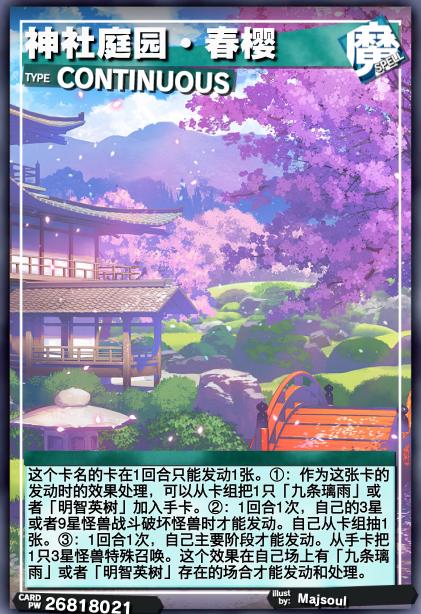 神社庭园・春樱
魔
SPELL
TYPE CONTINUOUS
这个卡名的卡在1回合只能发动1张。①：作为这张卡的
发动时的效果处理，可以从卡组把1只「九条璃雨」或
者「明智英树」加入手卡。②：1回合1次，自己的3星
或者9星怪兽战斗破坏怪兽时才能发动。自己从卡组抽1
张。③：1回合1次，自己主要阶段才能发动。从手卡把
1只3星怪兽特殊召唤。这个效果在自己场上有「九条璃
雨」或者「明智英树」存在的场合才能发动和处理。
CARD PW 26818021
illust by: Majsoul